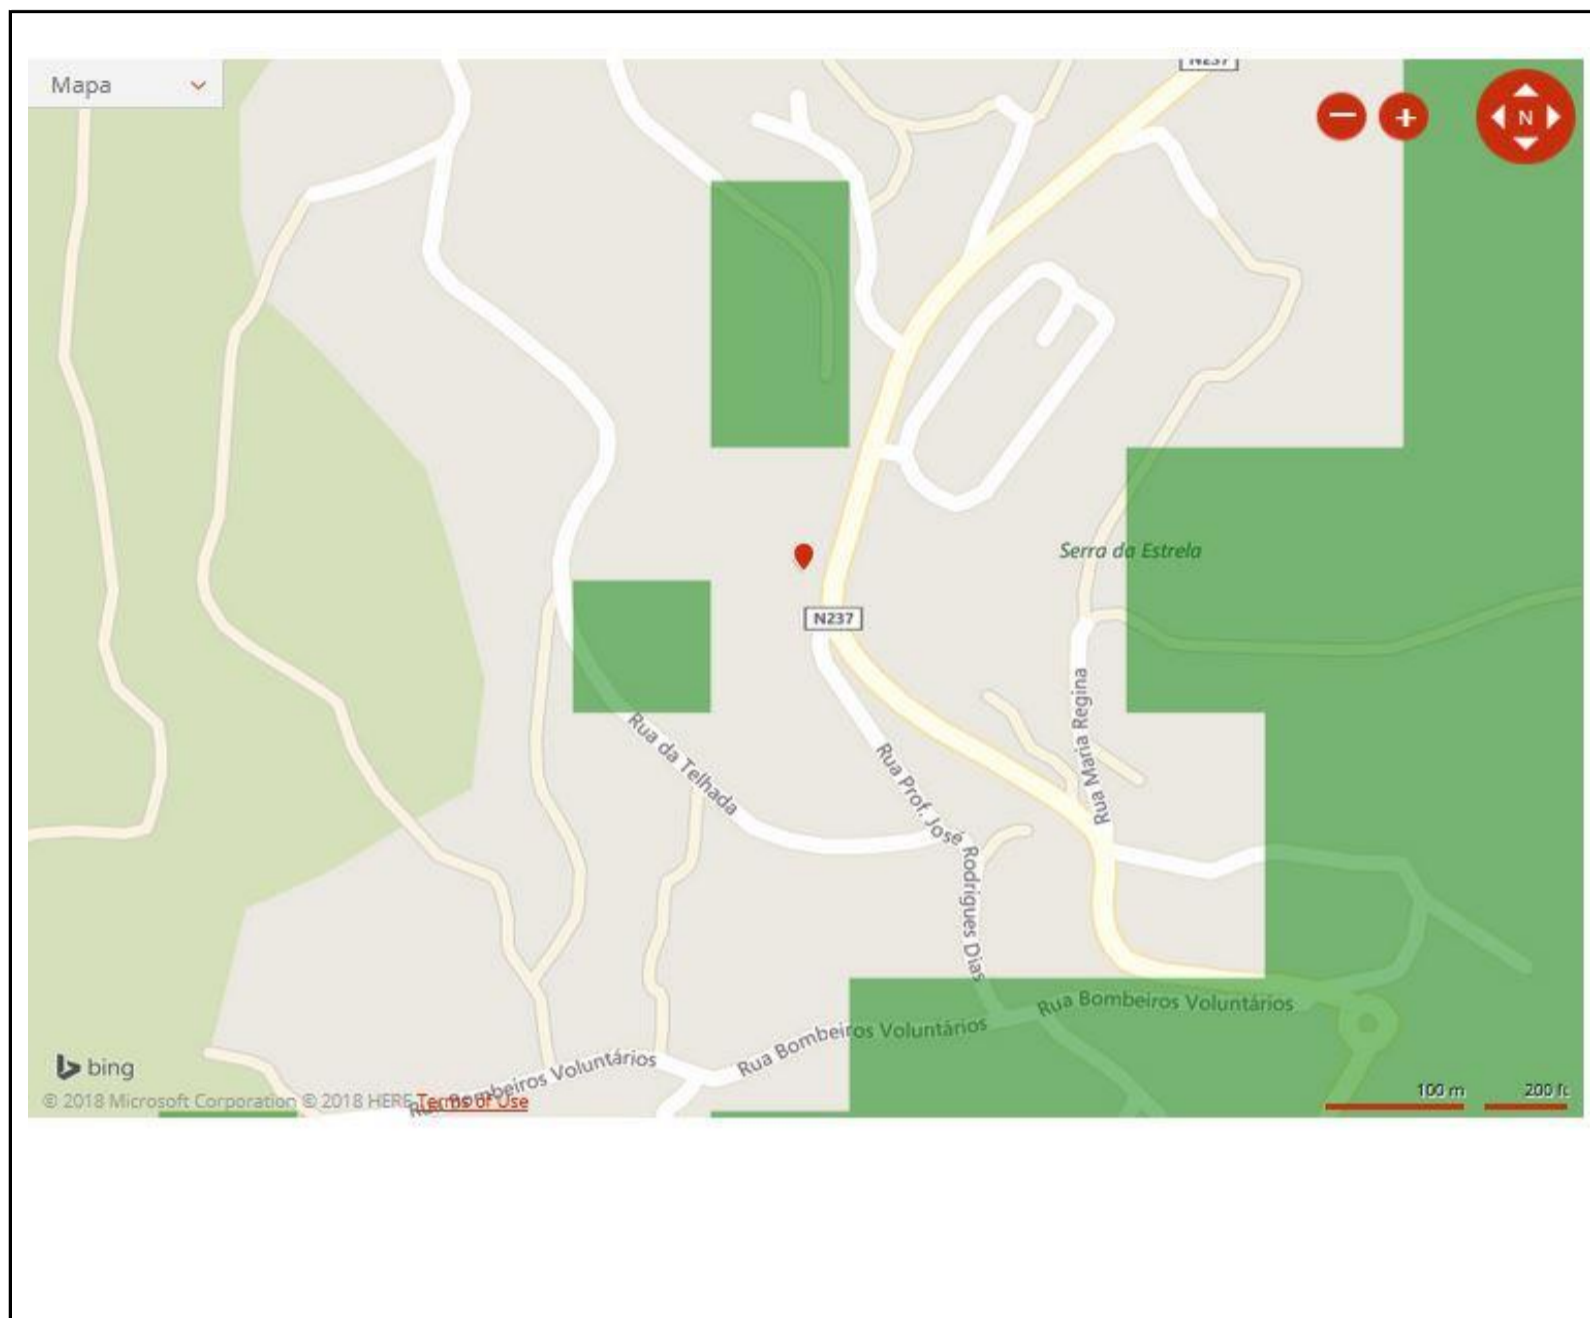 Mapa
N237
N
Serra da Estrela
N237
Rua Maria Regina
Rua da Telhada
Rua Prof. José Rodrigues Dias
Rua Bombeiros Voluntários
Rua Bombeiros Voluntários
Rua Bombeiros Voluntários
bing
© 2018 Microsoft Corporation © 2018 HERE Terms of Use
100 m
200 ft